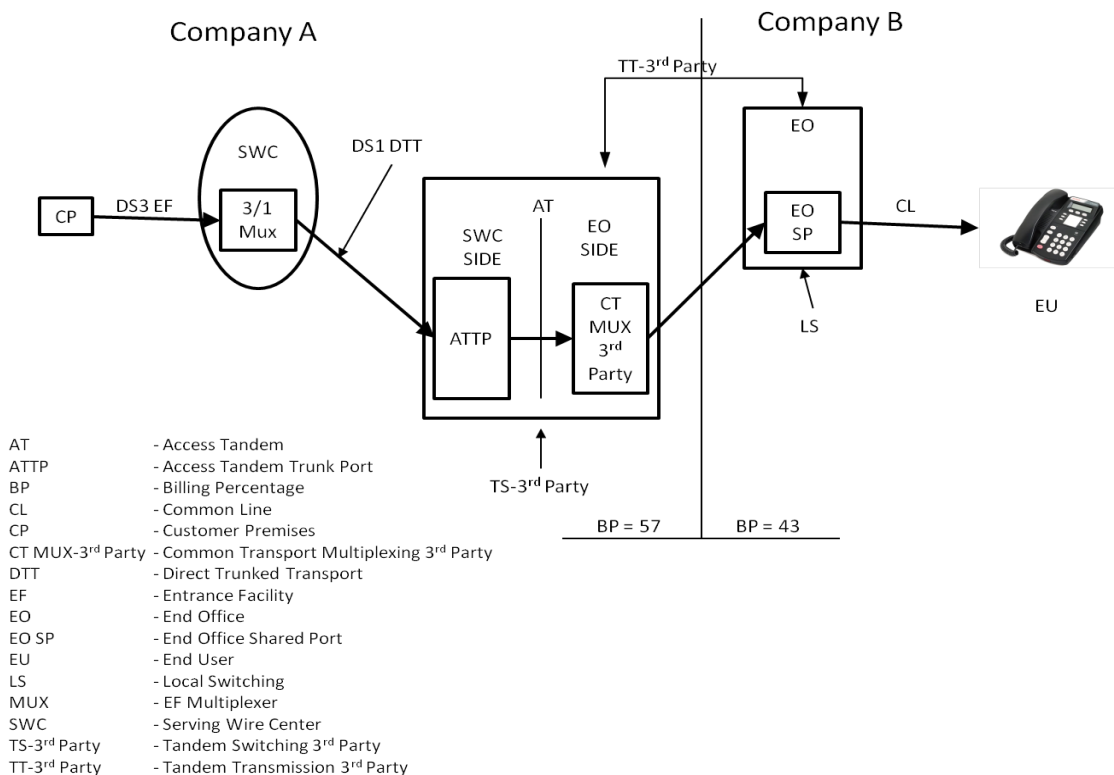 Company A
Company B
TT-3rd Party
EO
SWC
DS1 DTT
CP
DS3 EF
3/1
Mux
AT
SWC
SIDE
EO
SIDE
EO
SP
CL
ATTP
CT
MUX
3rd
Party
LS
EU
TS-3rd Party
BP = 57
BP = 43
AT - Access Tandem
ATTP - Access Tandem Trunk Port
BP - Billing Percentage
CL - Common Line
CP - Customer Premises
CT MUX-3rd Party - Common Transport Multiplexing 3rd Party
DTT - Direct Trunked Transport
EF - Entrance Facility
EO - End Office
EO SP - End Office Shared Port
EU - End User
LS - Local Switching
MUX - EF Multiplexer
SWC - Serving Wire Center
TS-3rd Party - Tandem Switching 3rd Party
TT-3rd Party - Tandem Transmission 3rd Party